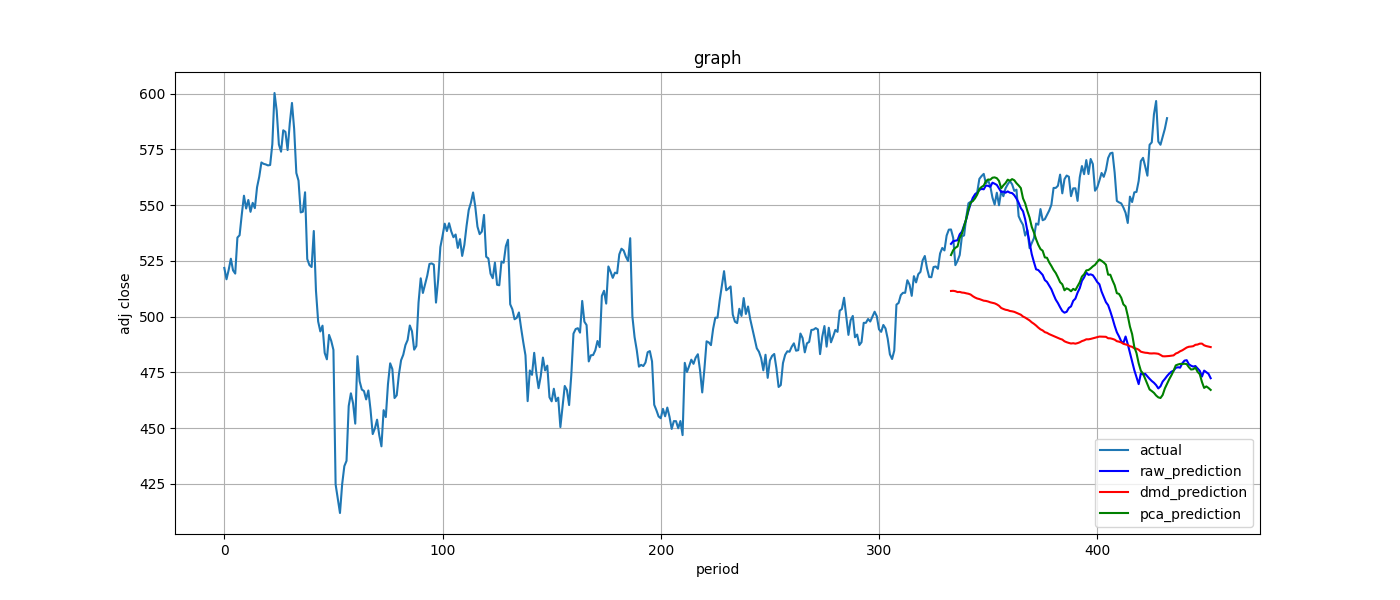 graph
adj close
600
575
550
525
500
475
450
425
0 100 200 300 400
period
actual
raw_prediction
dmd_prediction
pca_prediction